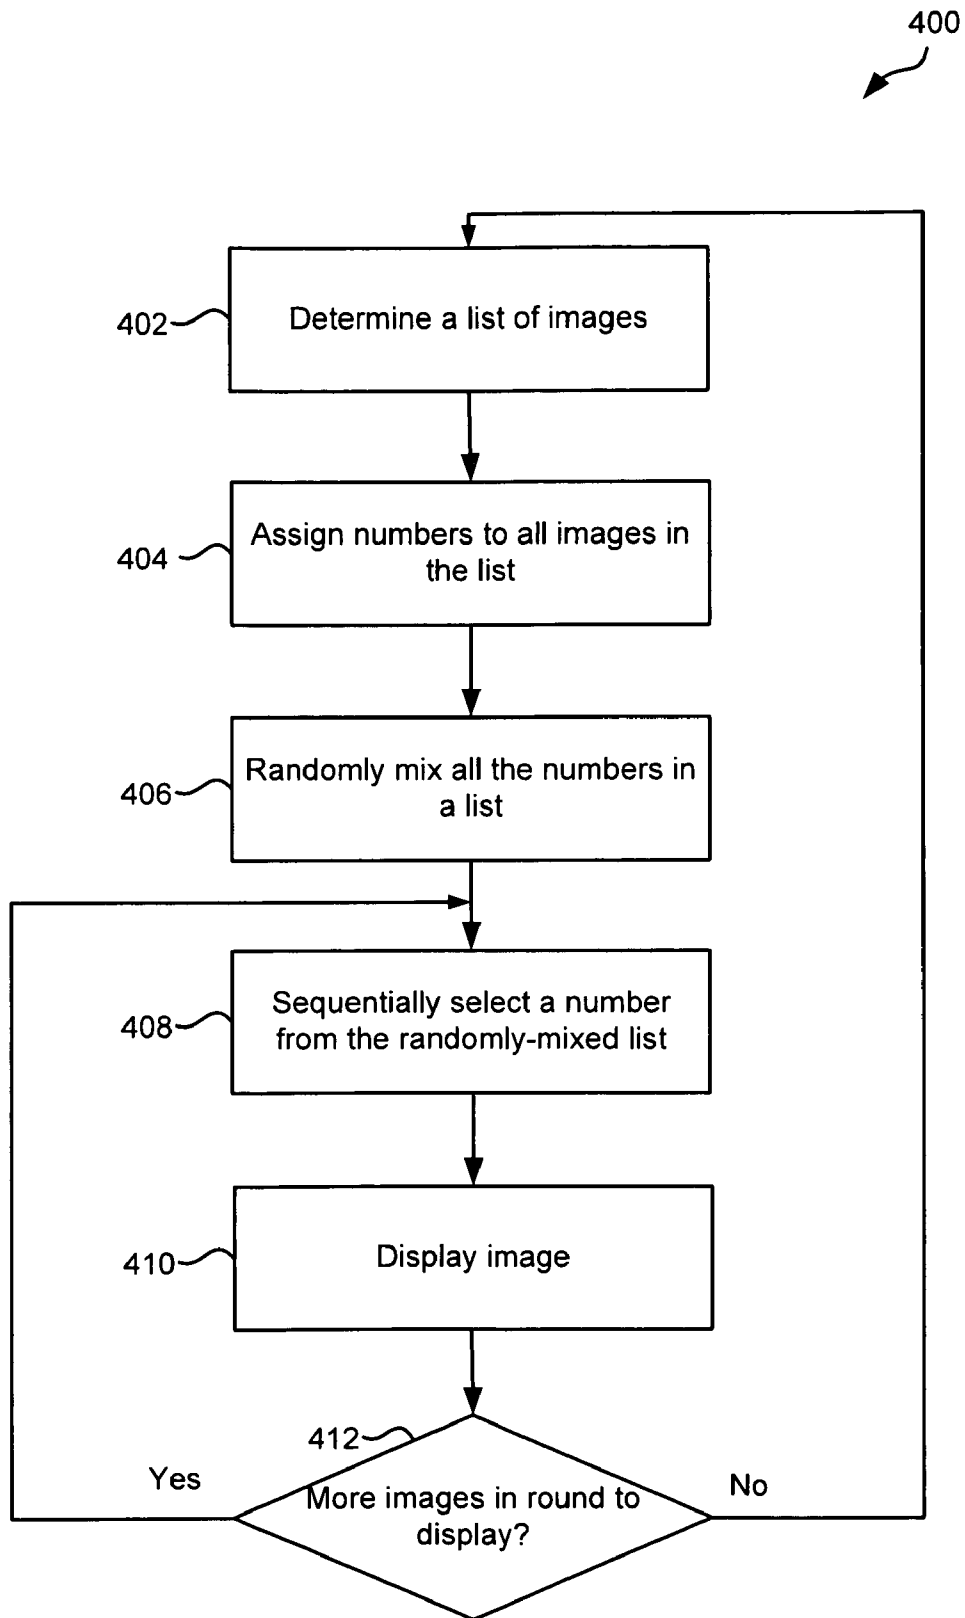 400
402
Determine a list of images
404
Assign numbers to all images in
the list
406
Randomly mix all the numbers in
a list
408
Sequentially select a number
from the randomly-mixed list
410
Display image
412
Yes
More images in round to
display?
No